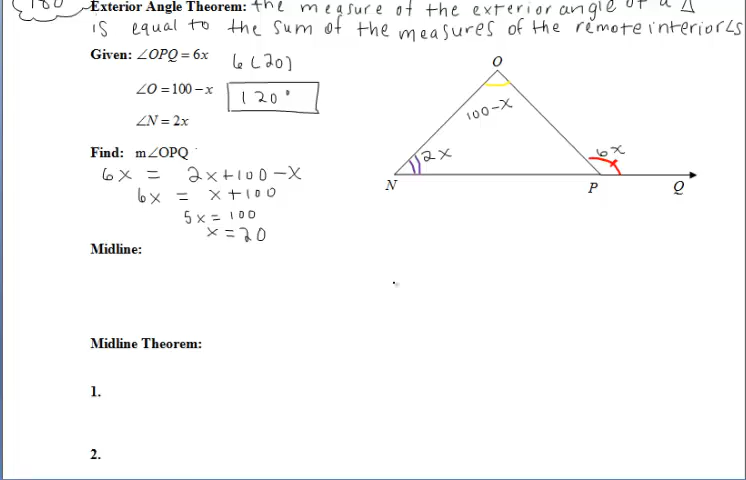 180
Exterior Angle Theorem: the measure of the exterior angle of a Δ
is equal to the sum of the measures of the remote interior ∠s
Given: ∠OPQ = 6x 6(20)
∠O = 100 − x 120°
∠N = 2x
Find: m∠OPQ
6x = 2x + 100 − x
6x = x + 100
5x = 100
x = 20
O
100 − x
2x
6x
N
P
Q
Midline:
Midline Theorem:
1.
2.